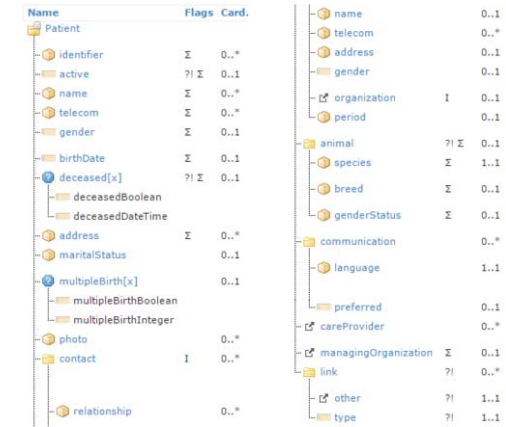 Name Flags Card.
Patient
identifier Σ 0..*
active ?! Σ 0..1
name Σ 0..*
telecom Σ 0..*
gender Σ 0..1
birthDate Σ 0..1
deceased[x] ?! Σ 0..1
deceasedBoolean
deceasedDateTime
address Σ 0..*
maritalStatus 0..1
multipleBirth[x] 0..1
multipleBirthBoolean
multipleBirthInteger
photo 0..*
contact I 0..*
relationship 0..*
name 0..1
telecom 0..*
address 0..1
gender 0..1
organization I 0..1
period 0..1
animal ?! Σ 0..1
species Σ 1..1
breed Σ 0..1
genderStatus Σ 0..1
communication 0..*
language 1..1
preferred 0..1
careProvider 0..*
managingOrganization Σ 0..1
link ?! 0..*
other ?! 1..1
type ?! 1..1